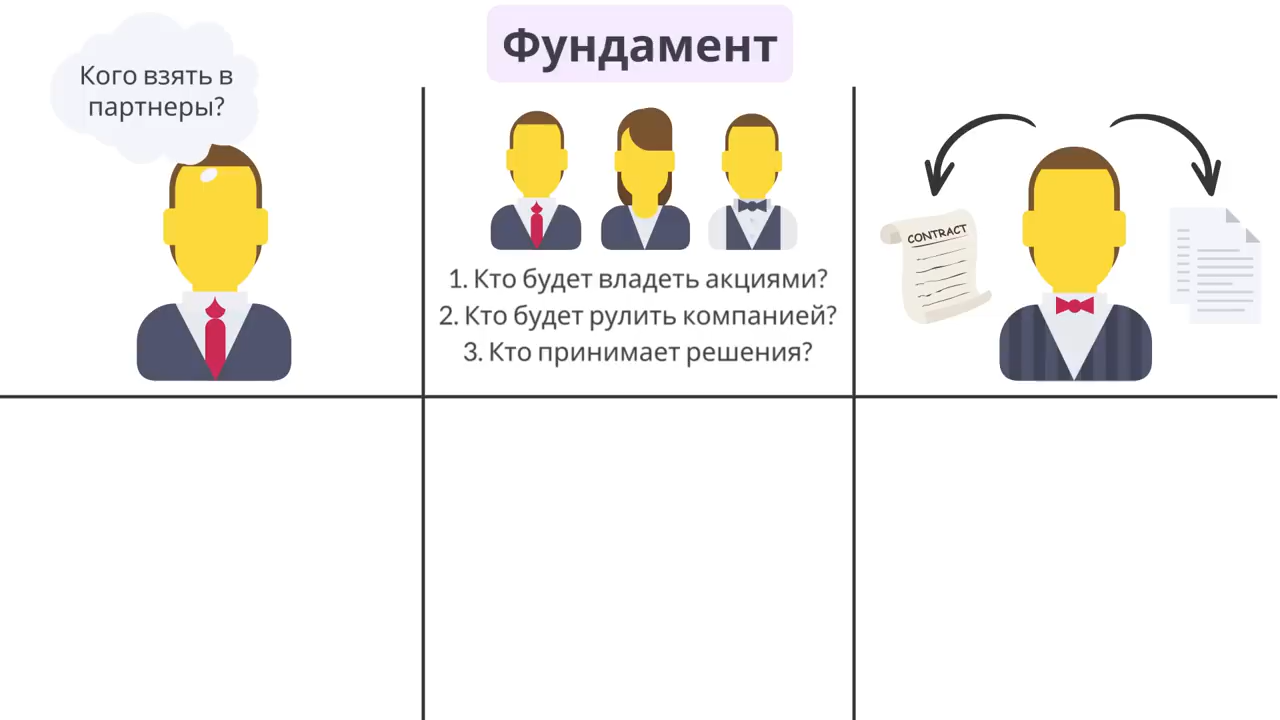 Фундамент
Кого взять в
партнеры?
1. Кто будет владеть акциями?
2. Кто будет рулить компанией?
3. Кто принимает решения?
CONTRACT